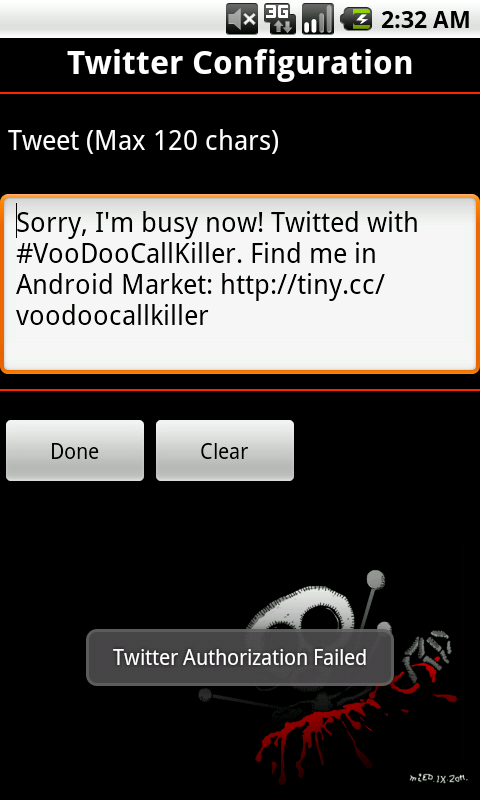 3G
2:32 AM
Twitter Configuration
Tweet (Max 120 chars)
Sorry, I'm busy now! Twitted with
#VooDooCallKiller. Find me in
Android Market: http://tiny.cc/
voodoocallkiller
Done
Clear
Twitter Authorization Failed